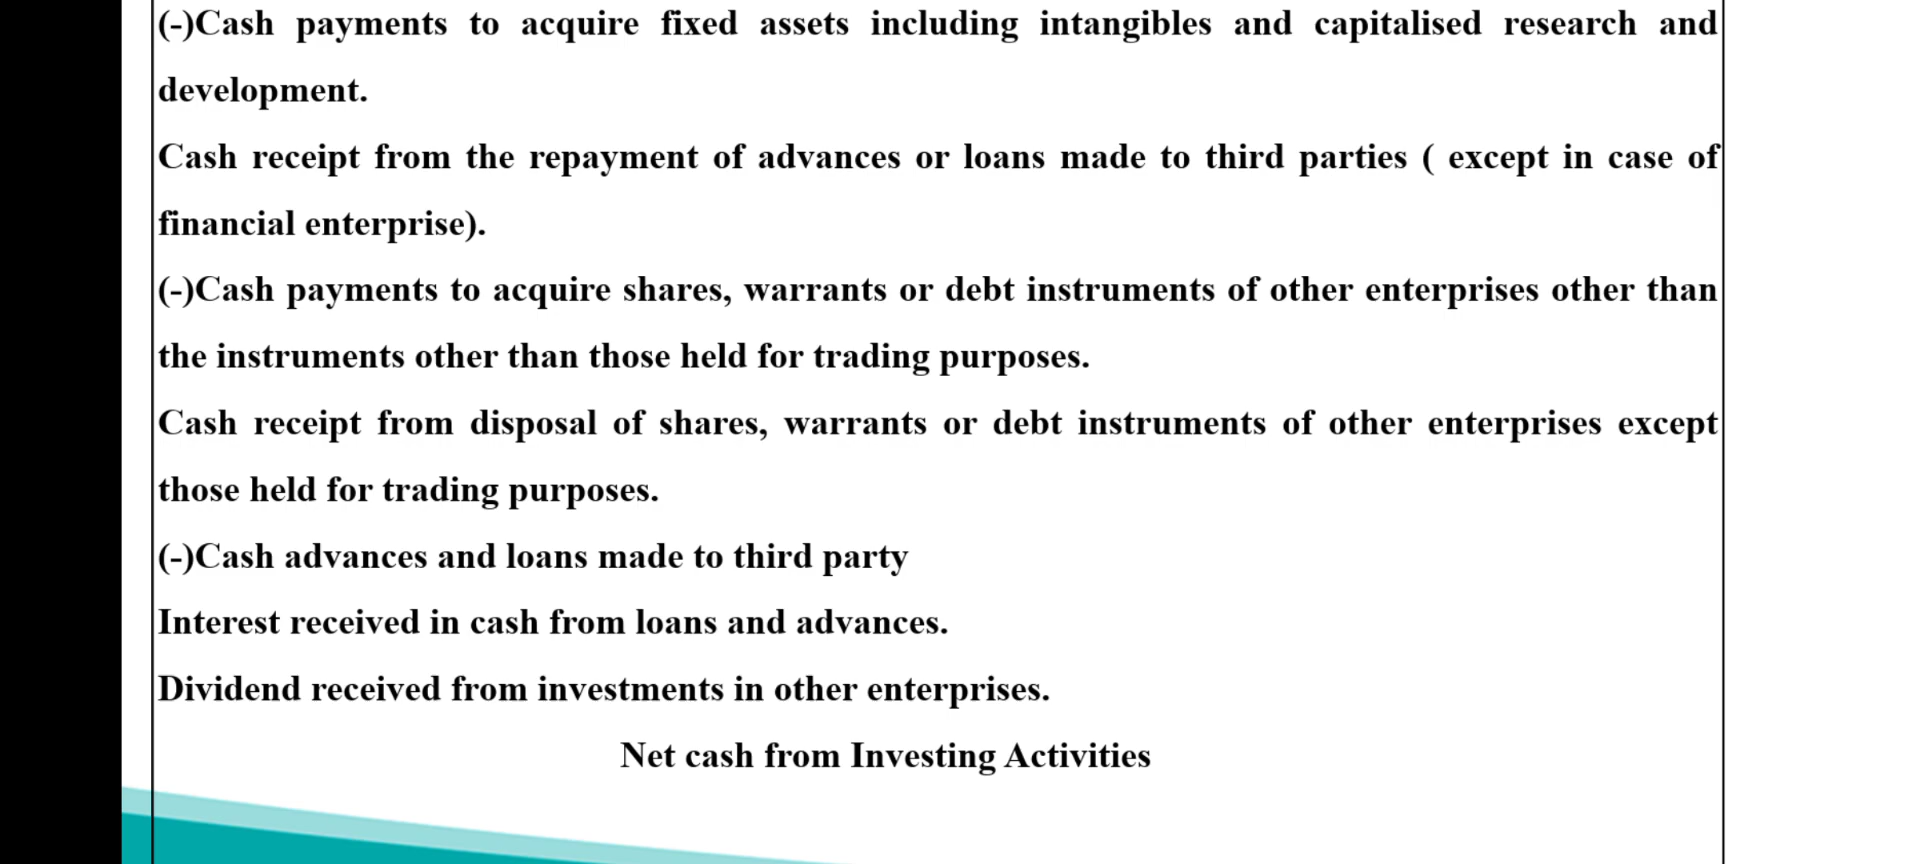 (-)Cash payments to acquire fixed assets including intangibles and capitalised research and
development.
Cash receipt from the repayment of advances or loans made to third parties ( except in case of
financial enterprise).
(-)Cash payments to acquire shares, warrants or debt instruments of other enterprises other than
the instruments other than those held for trading purposes.
Cash receipt from disposal of shares, warrants or debt instruments of other enterprises except
those held for trading purposes.
(-)Cash advances and loans made to third party
Interest received in cash from loans and advances.
Dividend received from investments in other enterprises.
Net cash from Investing Activities